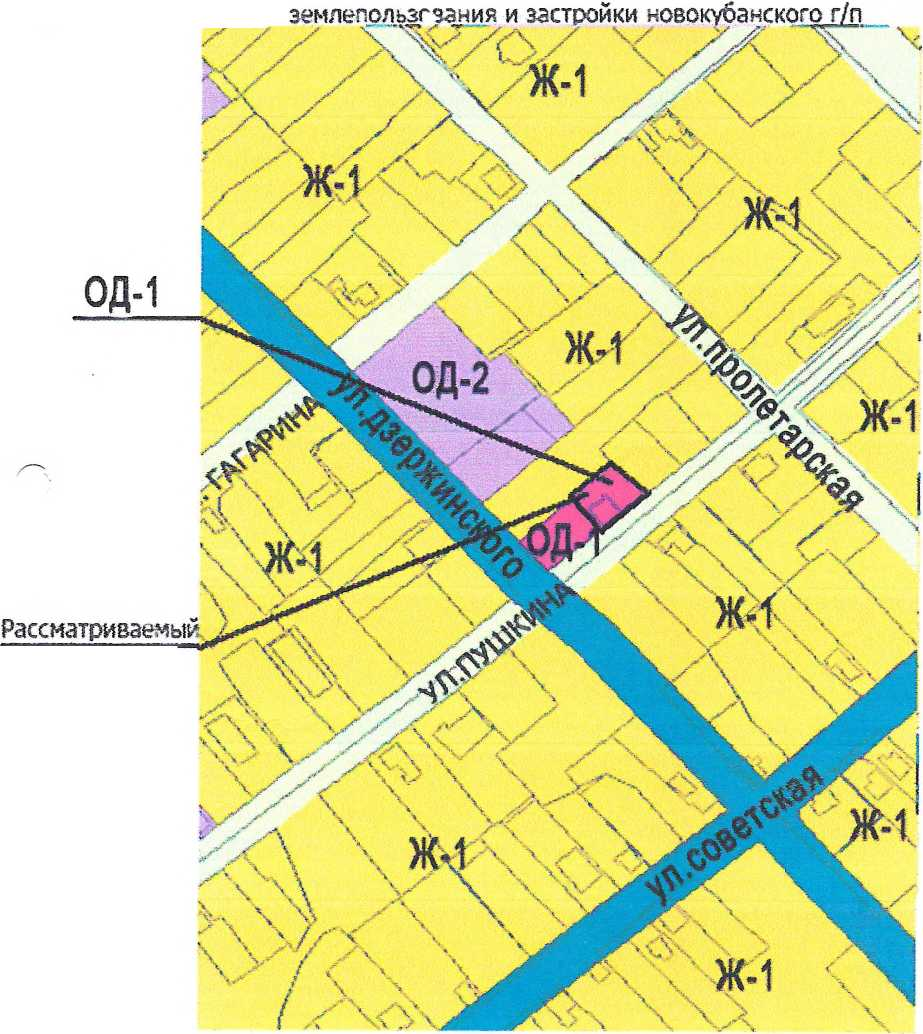 землепользования и застройки новокубанского г/п
Ж-1
Ж-1
Ж-1
ОД-1
Ж-1
ул.пролетарская
ОД-2
Ж-1
ГАГАРИНА
ул.дзержинского
ОД-1
Ж-1
Ж-1
Рассматриваемый
УЛ.ПУШКИНА
ул.советская
Ж-1
Ж-1
Ж-1